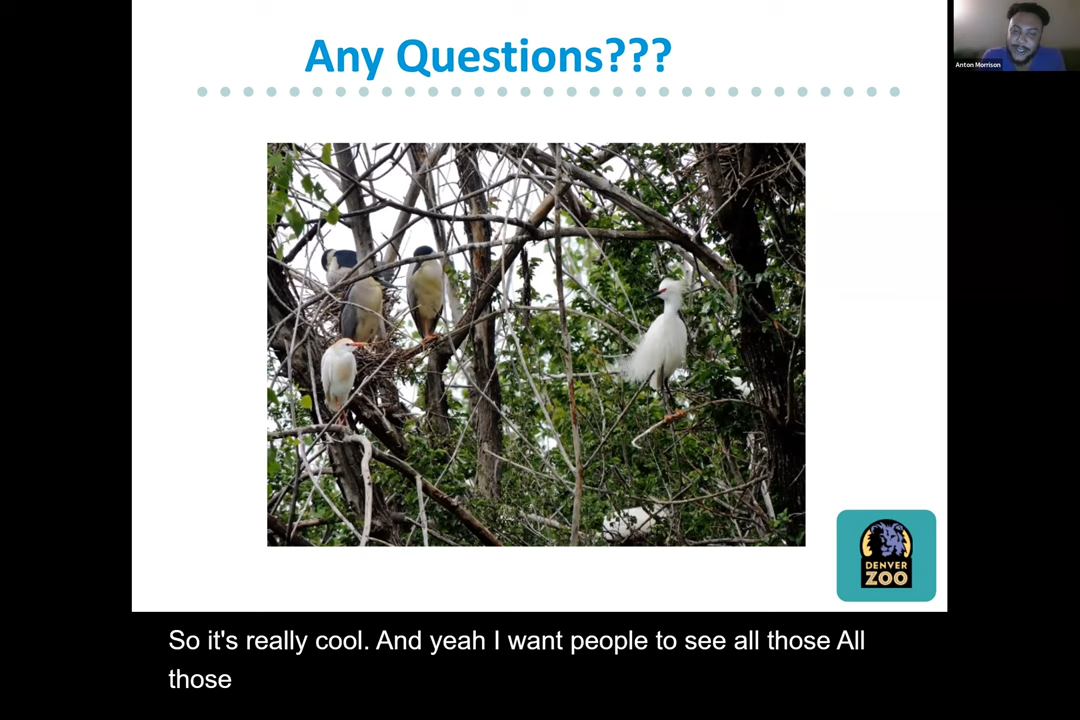 Any Questions???
Anton Morrison
DENVER
ZOO
So it's really cool. And yeah I want people to see all those All
those